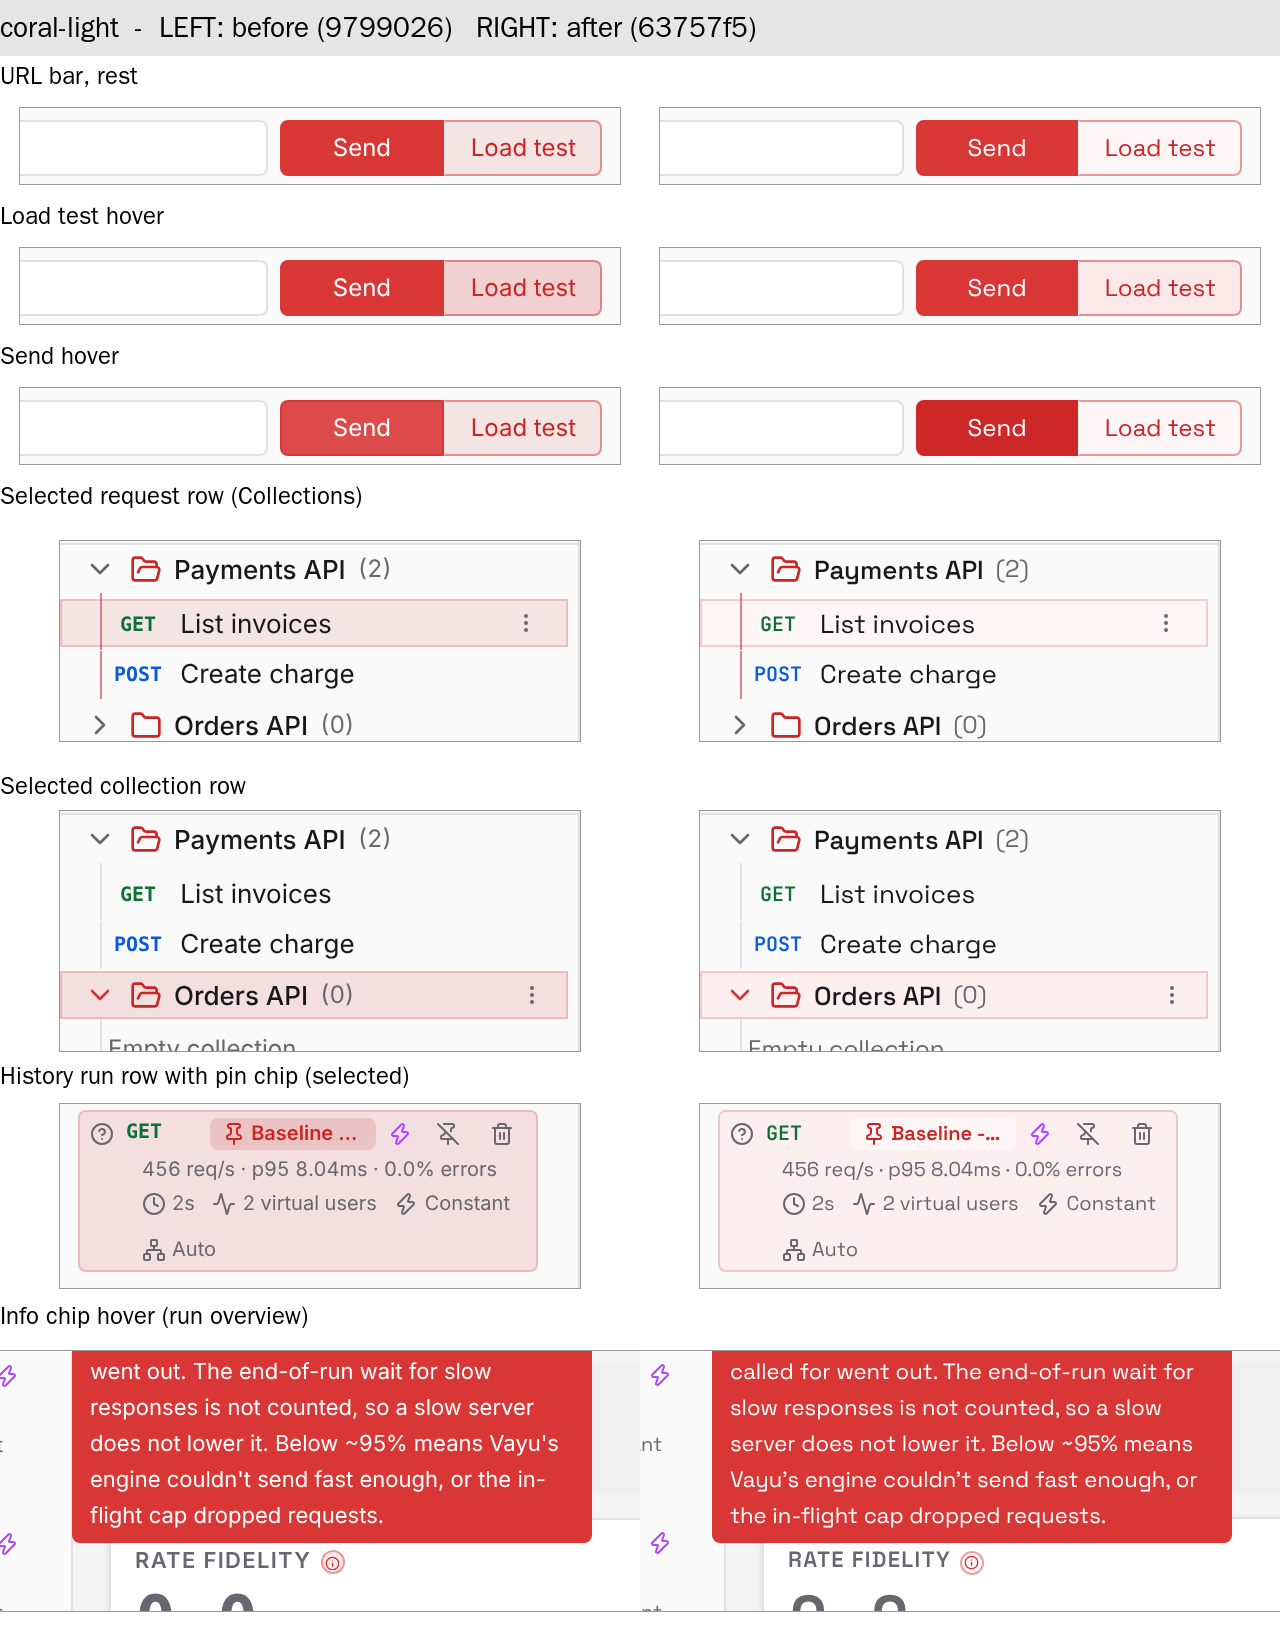 coral-light - LEFT: before (9799026) RIGHT: after (63757f5)
URL bar, rest
Send Load test Send Load test
Load test hover
Send Load test Send Load test
Send hover
Send Load test Send Load test
Selected request row (Collections)
Payments API (2) Payments API (2)
GET List invoices GET List invoices
POST Create charge POST Create charge
Orders API (0) Orders API (0)
Selected collection row
Payments API (2) Payments API (2)
GET List invoices GET List invoices
POST Create charge POST Create charge
Orders API (0) Orders API (0)
Empty collection Empty collection
History run row with pin chip (selected)
GET Baseline ... GET Baseline -...
456 req/s · p95 8.04ms · 0.0% errors 456 req/s · p95 8.04ms · 0.0% errors
2s 2 virtual users Constant 2s 2 virtual users Constant
Auto Auto
Info chip hover (run overview)
went out. The end-of-run wait for slow called for went out. The end-of-run wait for
responses is not counted, so a slow server slow responses is not counted, so a slow
does not lower it. Below ~95% means Vayu's server does not lower it. Below ~95% means
engine couldn't send fast enough, or the in- Vayu's engine couldn't send fast enough, or
flight cap dropped requests. the in-flight cap dropped requests.
RATE FIDELITY RATE FIDELITY